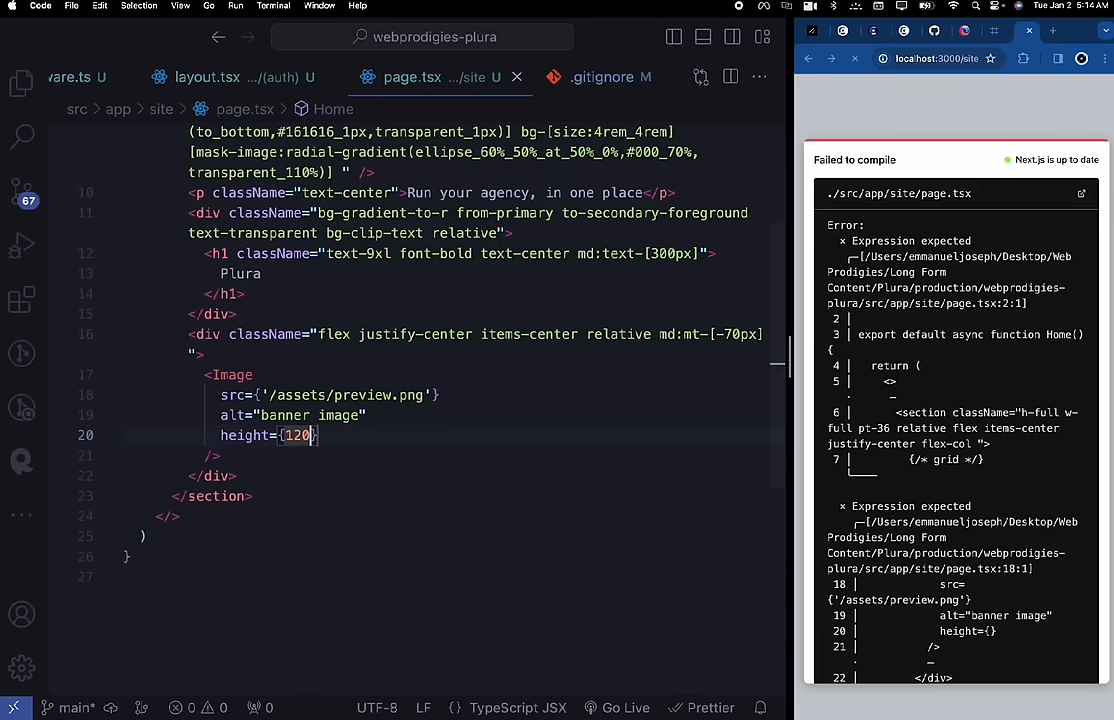 Code File Edit Selection View Go Run Terminal Window Help
Tue Jan 2 5:14 AM
webprodigies-plura
ware.ts U layout.tsx .../(auth) U page.tsx .../site U .gitignore M
src > app > site > page.tsx > Home
(to_bottom,#161616_1px,transparent_1px)] bg-[size:4rem_4rem]
[mask-image:radial-gradient(ellipse_60%_50%_at_50%_0%,#000_70%,
transparent_110%)] " />
10 <p className="text-center">Run your agency, in one place</p>
11 <div className="bg-gradient-to-r from-primary to-secondary-foreground
text-transparent bg-clip-text relative">
12 <h1 className="text-9xl font-bold text-center md:text-[300px]">
13 Plura
14 </h1>
15 </div>
16 <div className="flex justify-center items-center relative md:mt-[-70px]
">
17 <Image
18 src={'/assets/preview.png'}
19 alt="banner image"
20 height={120}
21 />
22 </div>
23 </section>
24 </>
25 )
26 }
27
67
main* 0 0 0 UTF-8 LF {} TypeScript JSX Go Live Prettier
localhost:3000/site
Failed to compile
Next.js is up to date
./src/app/site/page.tsx
Error:
× Expression expected
╭─[/Users/emmanueljoseph/Desktop/Web
Prodigies/Long Form
Content/Plura/production/webprodigies-
plura/src/app/site/page.tsx:2:1]
2 │
3 │ export default async function Home()
{
4 │ return (
5 │ <>
· ─
6 │ <section className="h-full w-
full pt-36 relative flex items-center
justify-center flex-col ">
7 │ {/* grid */}
╰────
× Expression expected
╭─[/Users/emmanueljoseph/Desktop/Web
Prodigies/Long Form
Content/Plura/production/webprodigies-
plura/src/app/site/page.tsx:18:1]
18 │ src=
{'/assets/preview.png'}
19 │ alt="banner image"
20 │ height={}
21 │ />
· ─
22 │ </div>